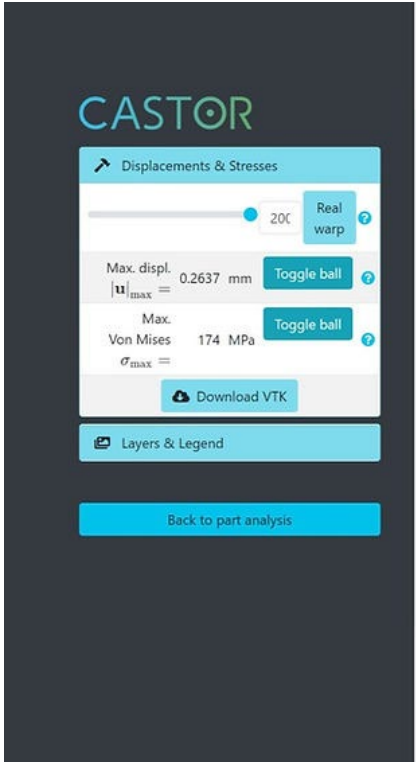 CASTOR
Displacements & Stresses
200 Real
warp
Max. displ.
|u|max = 0.2637 mm Toggle ball
Max.
Von Mises
σmax = 174 MPa Toggle ball
Download VTK
Layers & Legend
Back to part analysis